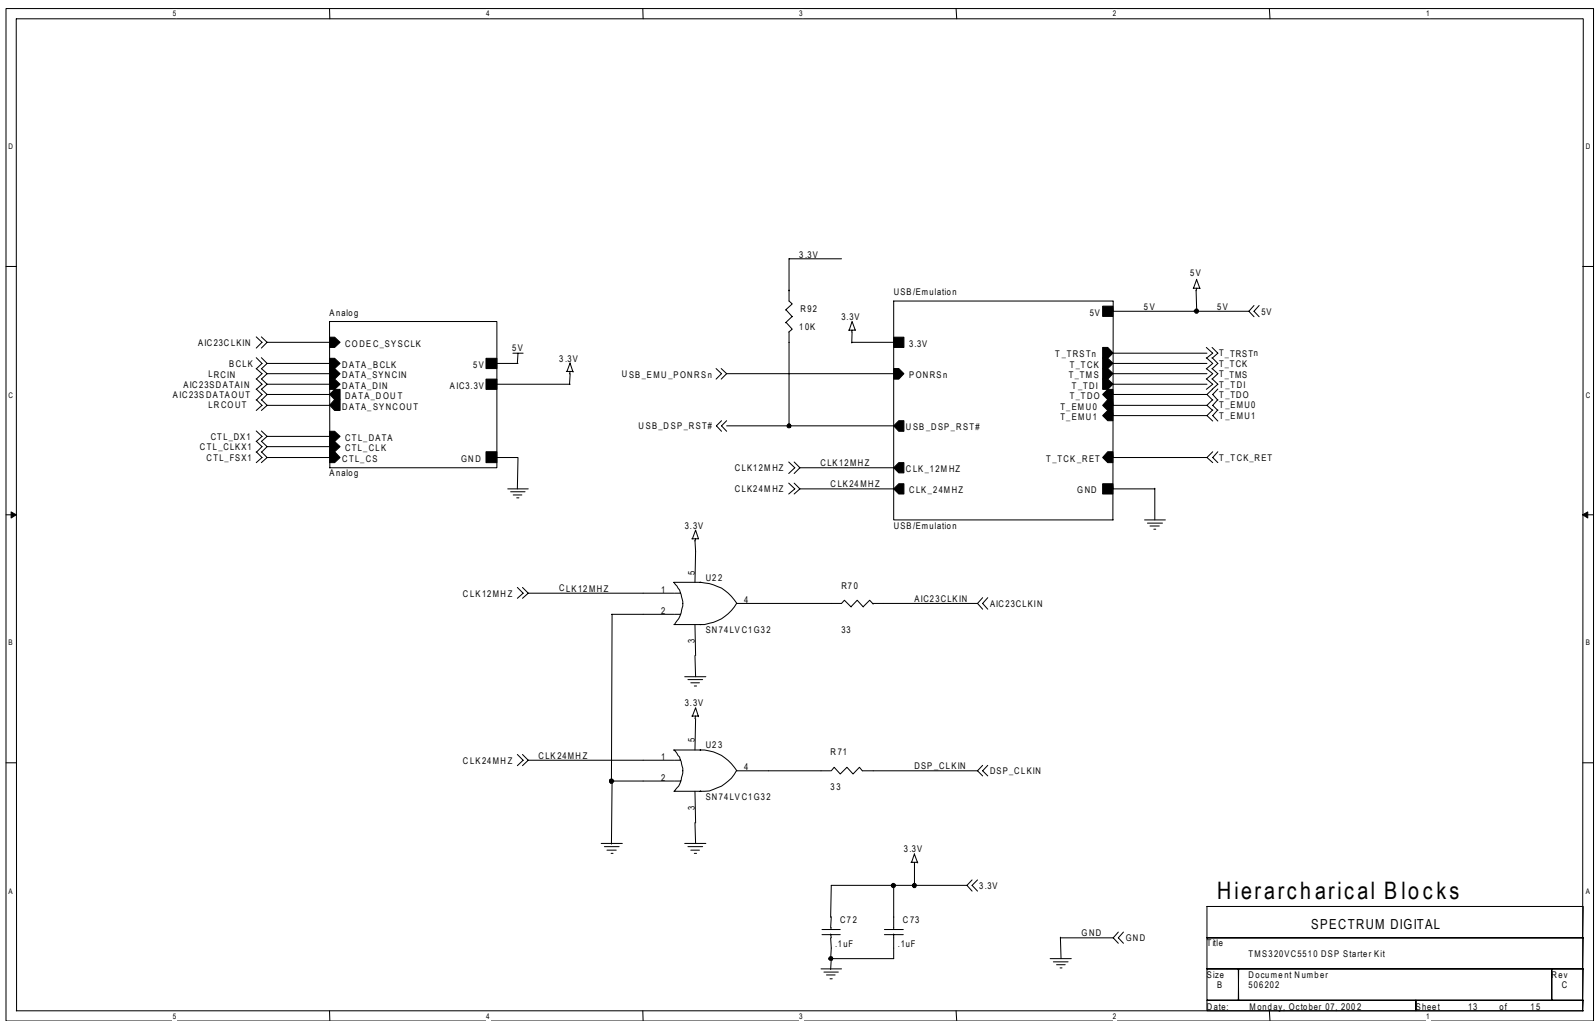 5 4 3 2 1
D D
C C
B B
A A
3.3V
R92
10K
Analog
AIC23CLKIN CODEC_SYSCLK
BCLK DATA_BCLK
LRCIN DATA_SYNCIN
AIC23SDATAIN DATA_DIN
AIC23SDATAOUT DATA_DOUT
LRCOUT DATA_SYNCOUT
CTL_DX1 CTL_DATA
CTL_CLKX1 CTL_CLK
CTL_FSX1 CTL_CS
5V 5V
AIC3.3V 3.3V
GND
Analog
USB/Emulation
3.3V 3.3V
USB_EMU_PONRSn PONRSn
USB_DSP_RST# USB_DSP_RST#
CLK12MHZ CLK12MHZ CLK_12MHZ
CLK24MHZ CLK24MHZ CLK_24MHZ
5V
5V 5V 5V 5V
T_TRSTn T_TRSTn
T_TCK T_TCK
T_TMS T_TMS
T_TDI T_TDI
T_TDO T_TDO
T_EMU0 T_EMU0
T_EMU1 T_EMU1
T_TCK_RET T_TCK_RET
GND
USB/Emulation
3.3V
5
U22
CLK12MHZ CLK12MHZ 1
2
4
SN74LVC1G32
3
R70
33
AIC23CLKIN AIC23CLKIN
3.3V
5
U23
CLK24MHZ CLK24MHZ 1
2
4
SN74LVC1G32
3
R71
33
DSP_CLKIN DSP_CLKIN
3.3V
3.3V
C72
.1uF
C73
.1uF
GND GND
Hierarcharical Blocks
SPECTRUM DIGITAL
Title
TMS320VC5510 DSP Starter Kit
Size Document Number Rev
B 506202 C
Date: Monday, October 07, 2002 Sheet 13 of 15
5 4 3 2 1